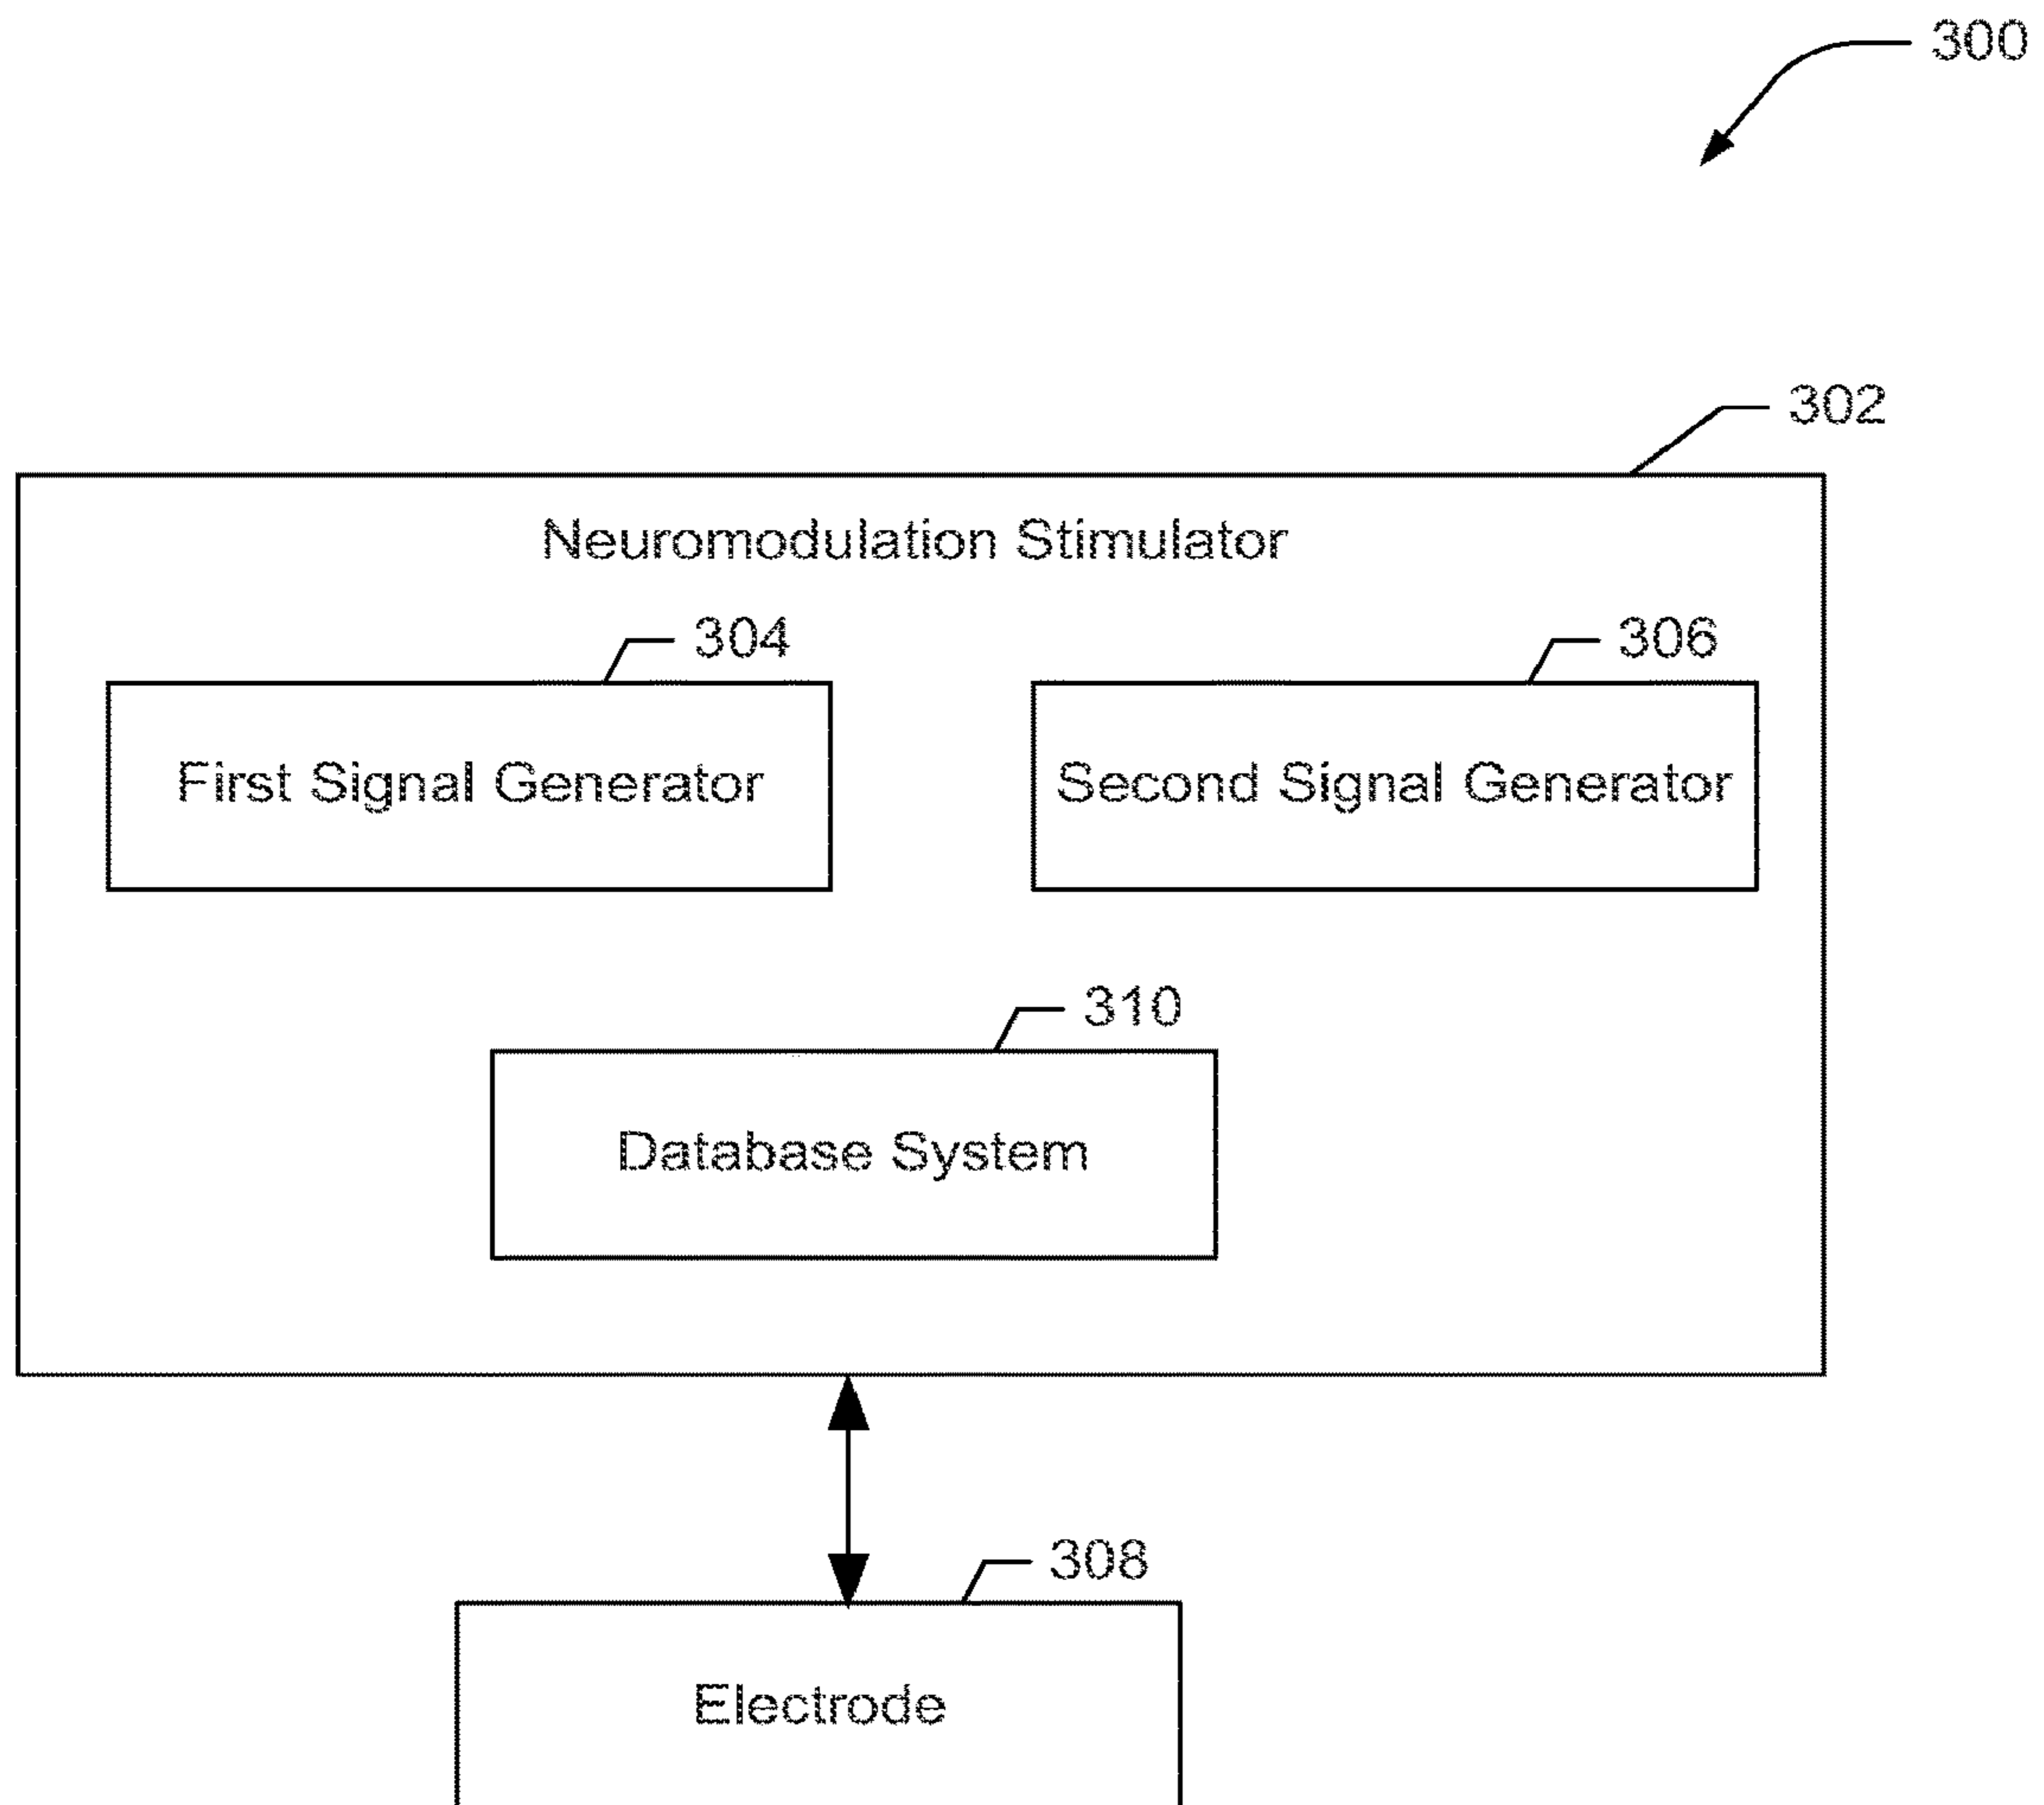 300
302
Neuromodulation Stimulator
304
306
First Signal Generator
Second Signal Generator
310
Database System
308
Electrode